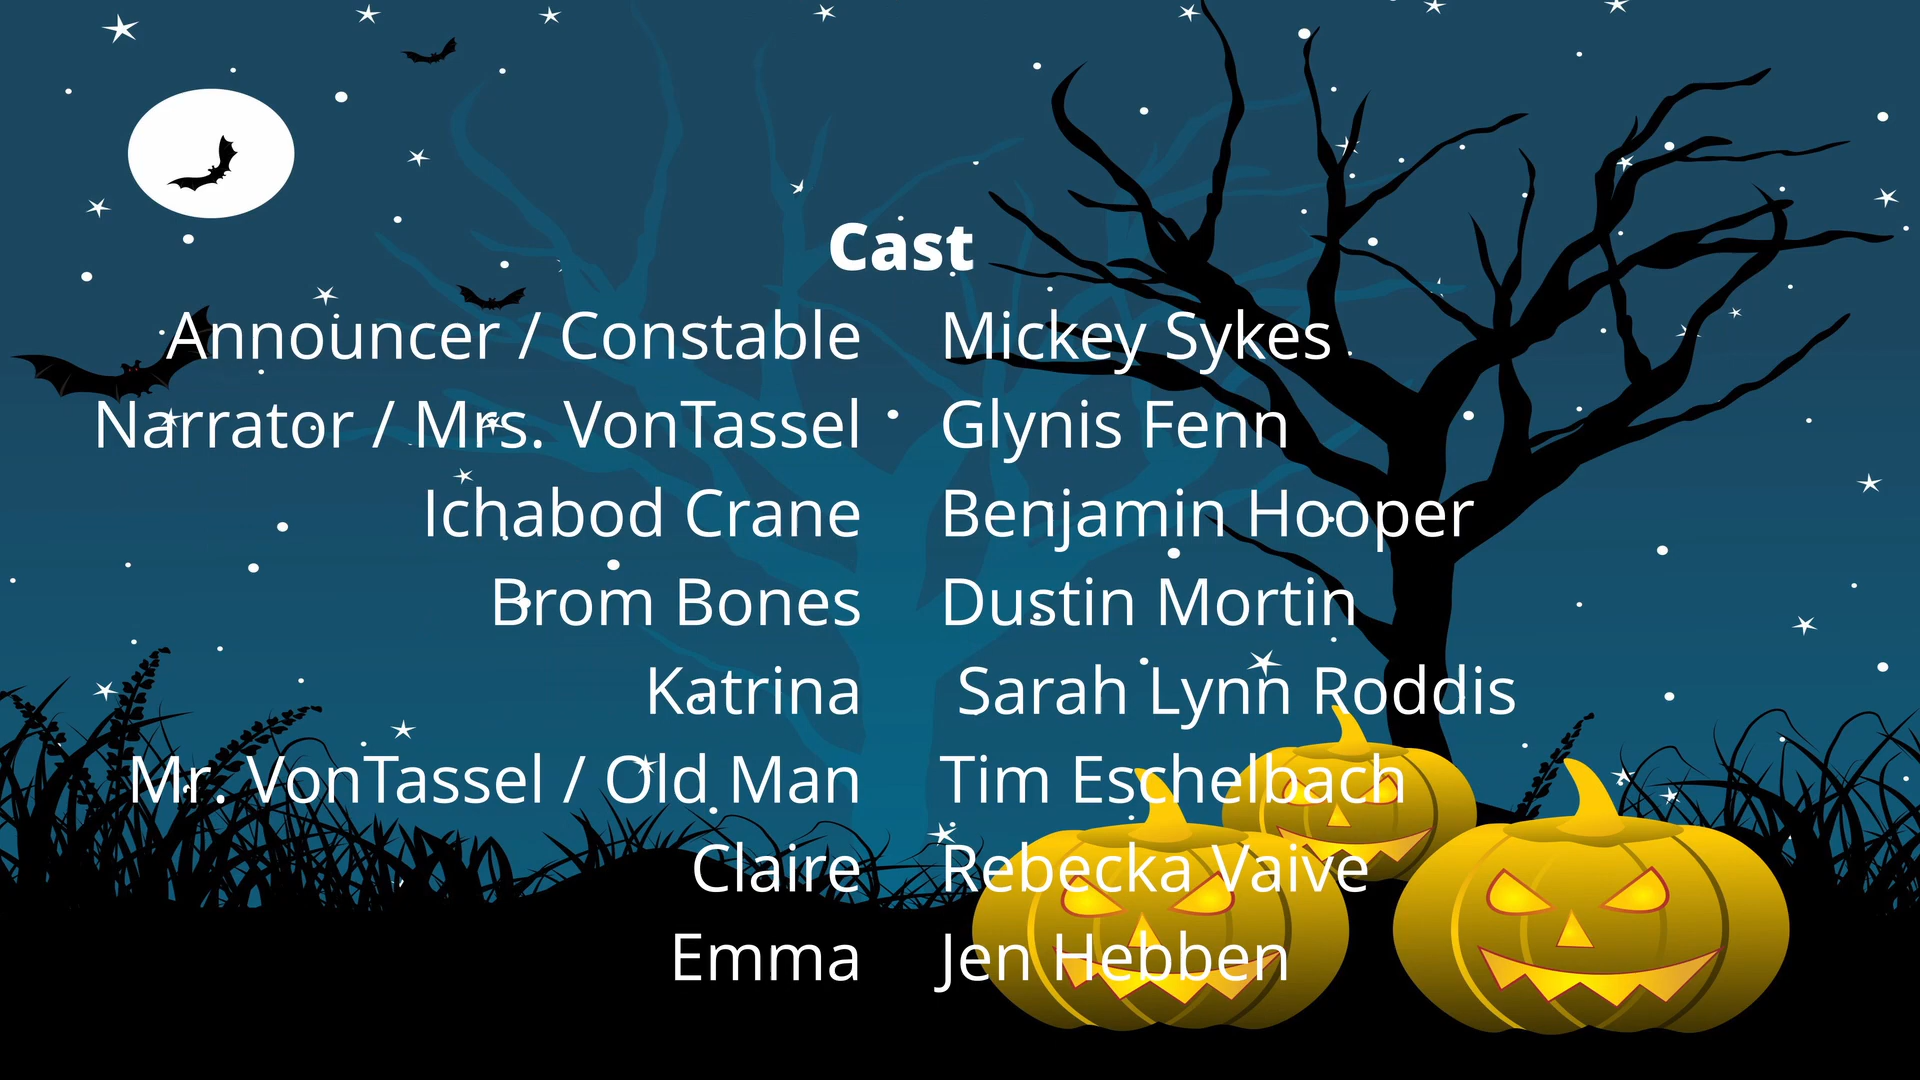 Cast
Announcer / Constable Mickey Sykes
Narrator / Mrs. VonTassel Glynis Fenn
Ichabod Crane Benjamin Hooper
Brom Bones Dustin Mortin
Katrina Sarah Lynn Roddis
Mr. VonTassel / Old Man Tim Eschelbach
Claire Rebecka Vaive
Emma Jen Hebben